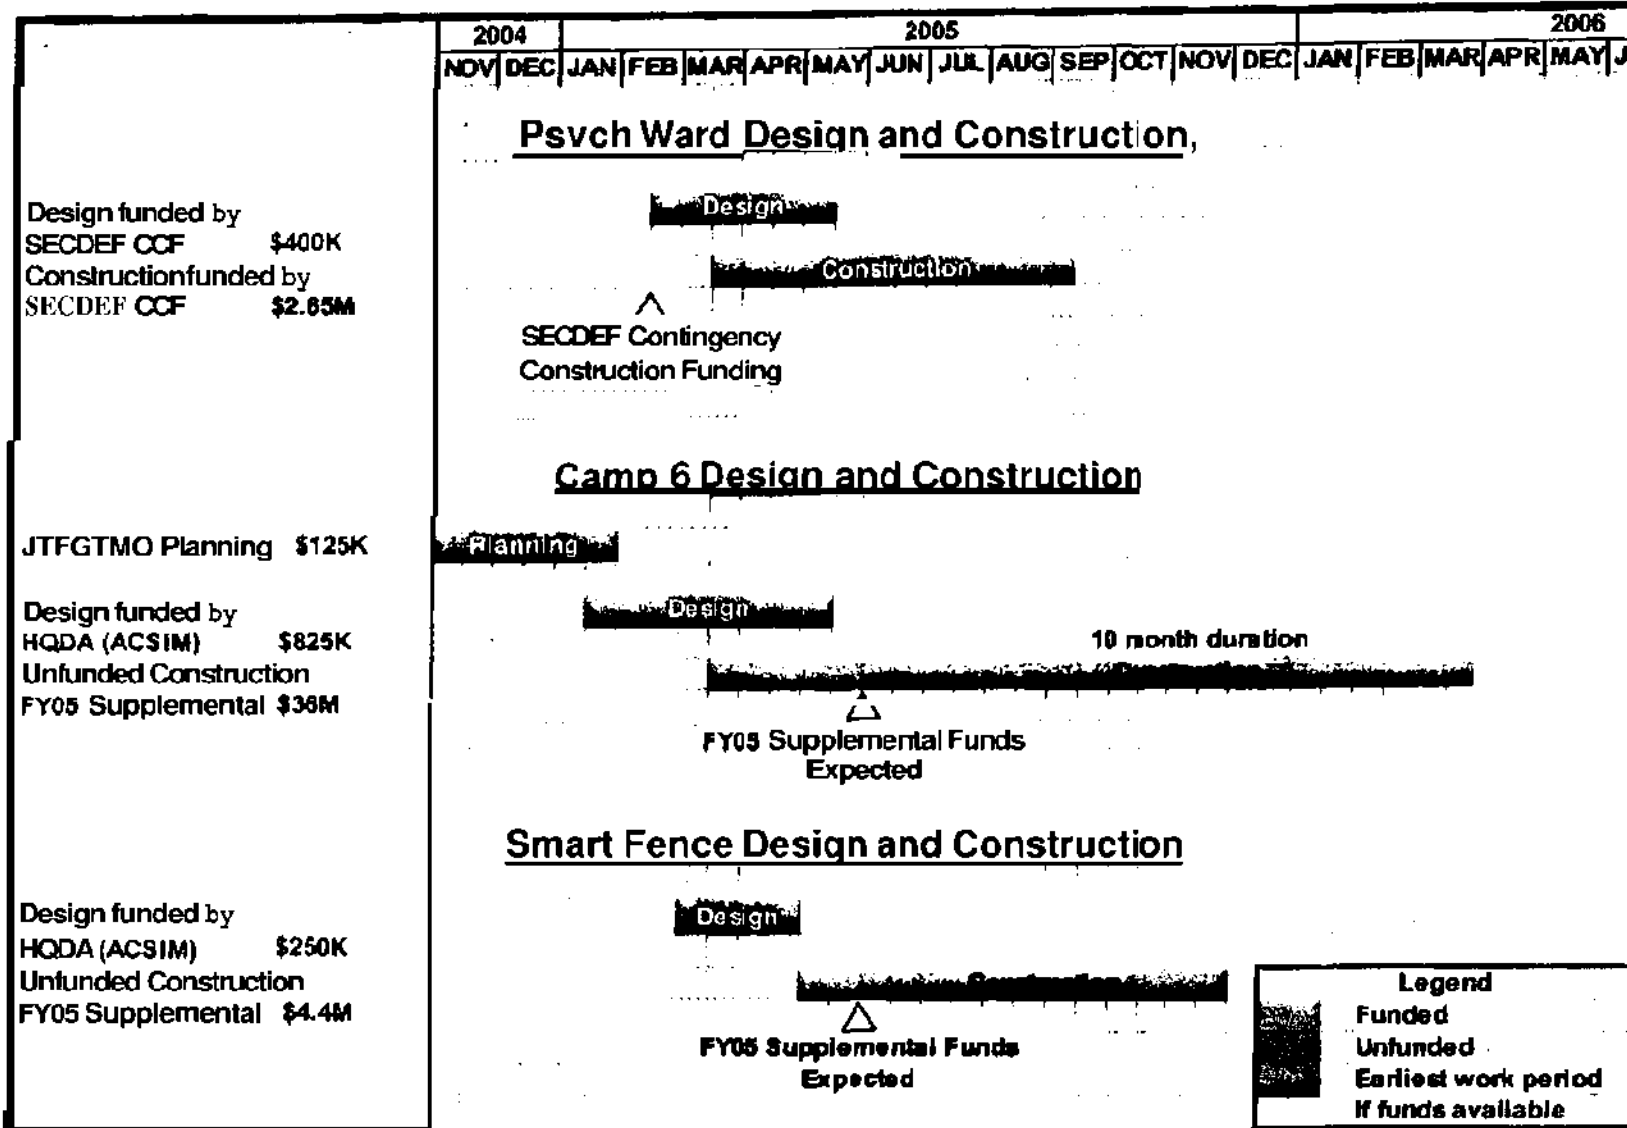 2004 2005 2006
NOV DEC JAN FEB MAR APR MAY JUN JUL AUG SEP OCT NOV DEC JAN FEB MAR APR MAY J
Psych Ward Design and Construction,
Design funded by
SECDEF CCF $400K
Construction funded by
SECDEF CCF $2.65M
Design
Construction
SECDEF Contingency
Construction Funding
Camp 6 Design and Construction
JTFGTMO Planning $125K
Planning
Design funded by
HQDA (ACSIM) $825K
Unfunded Construction
FY05 Supplemental $36M
Design
10 month duration
FY05 Supplemental Funds
Expected
Smart Fence Design and Construction
Design funded by
HQDA (ACSIM) $250K
Unfunded Construction
FY05 Supplemental $4.4M
Design
Construction
FY05 Supplemental Funds
Expected
Legend
Funded
Unfunded
Earliest work period
If funds available